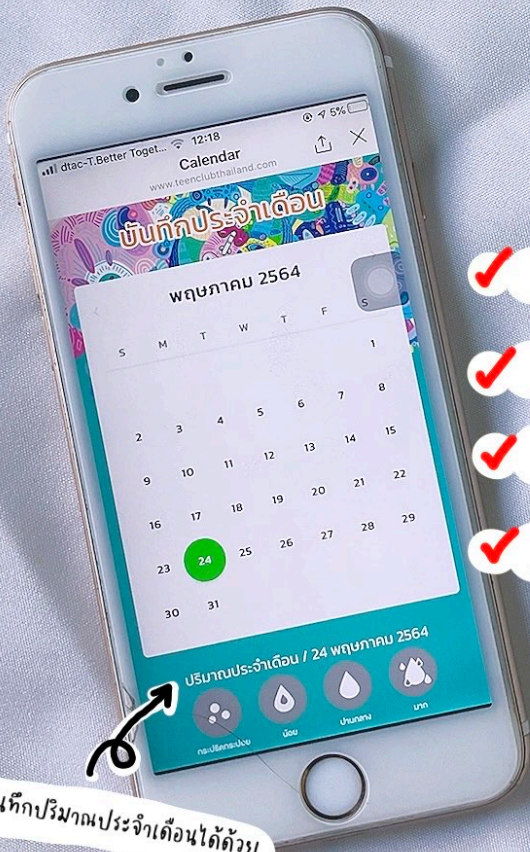 dtac-T.Better Toget... 12:18 5%
Calendar
www.teenclubthailand.com
บันทึกประจำเดือน
พฤษภาคม 2564
S M T W T F S
1
2 3 4 5 6 7 8
9 10 11 12 13 14 15
16 17 18 19 20 21 22
23 24 25 26 27 28 29
30 31
ปริมาณประจำเดือน / 24 พฤษภาคม 2564
กระปริดกระปรอย น้อย ปานกลาง มาก
ปริมาณประจำเดือนได้ด้วย